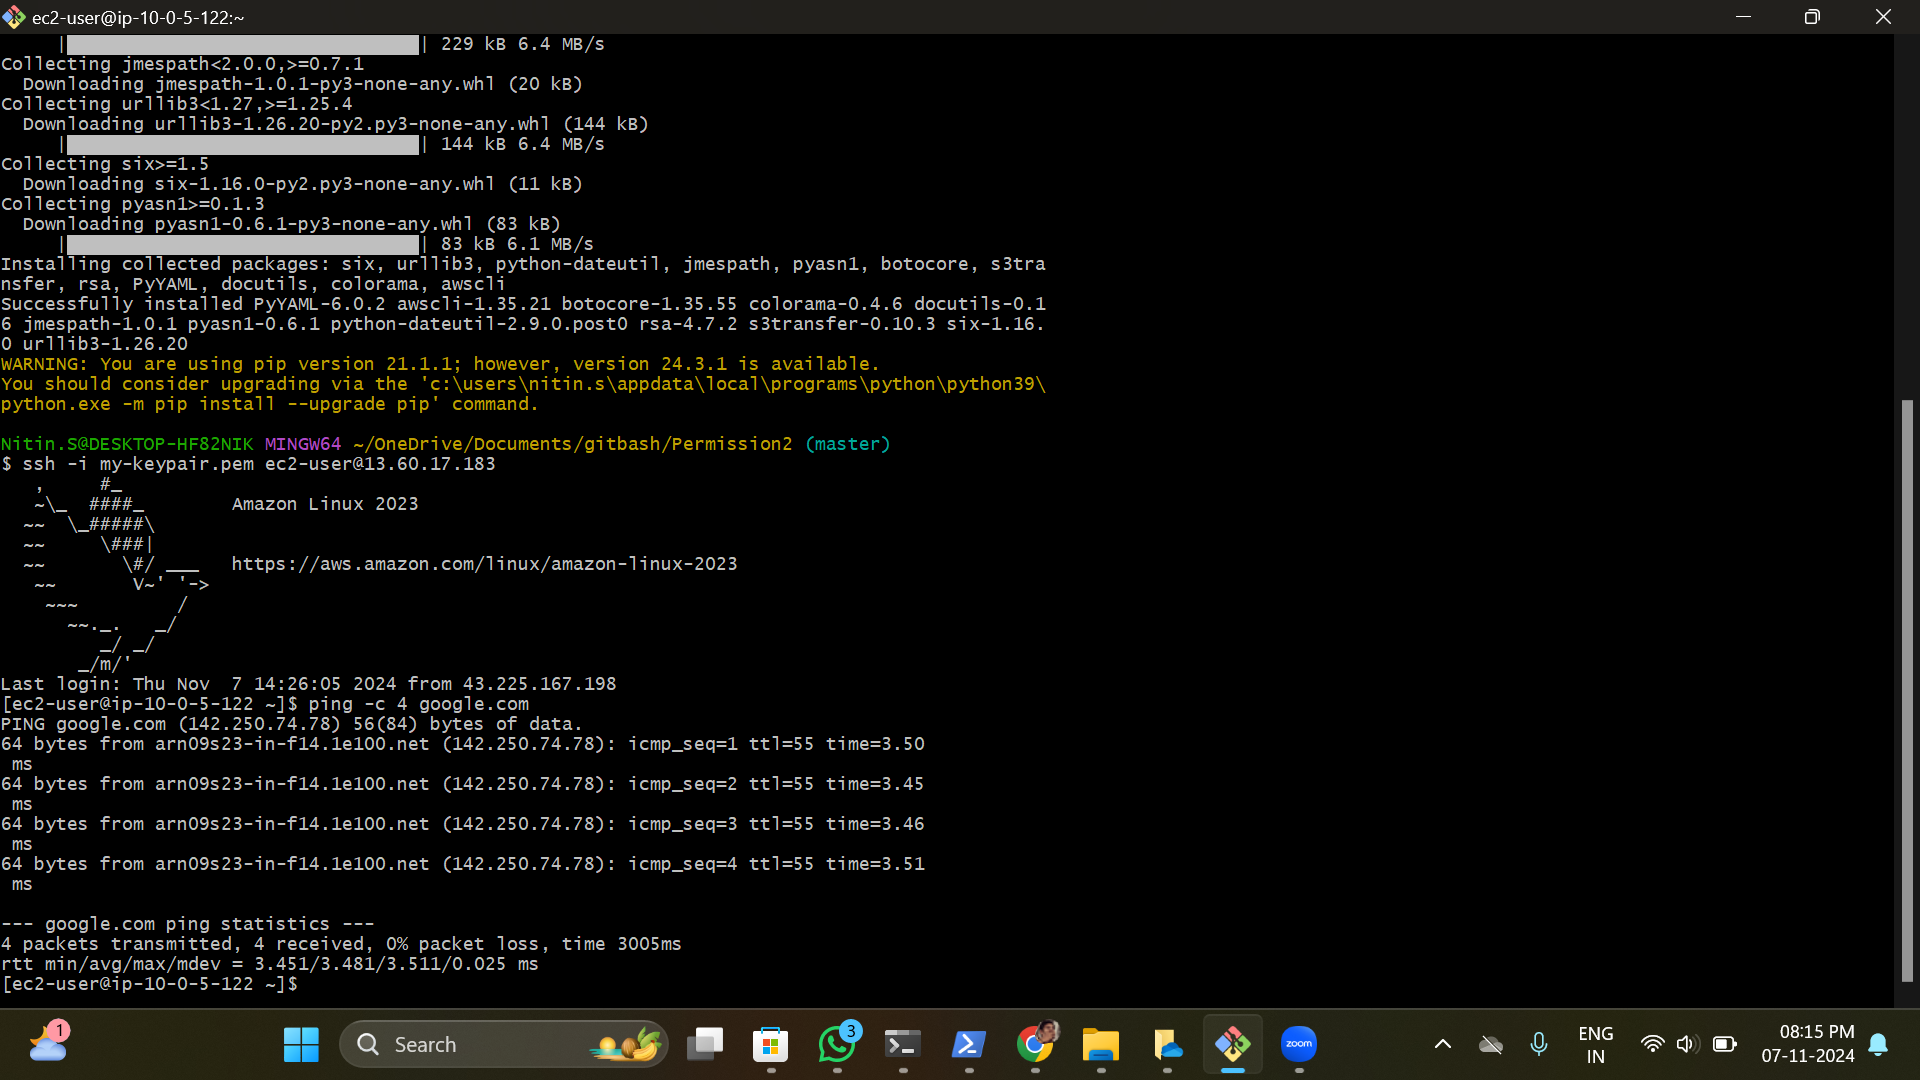 ec2-user@ip-10-0-5-122:~
| | 229 kB 6.4 MB/s
Collecting jmespath<2.0.0,>=0.7.1
  Downloading jmespath-1.0.1-py3-none-any.whl (20 kB)
Collecting urllib3<1.27,>=1.25.4
  Downloading urllib3-1.26.20-py2.py3-none-any.whl (144 kB)
| | 144 kB 6.4 MB/s
Collecting six>=1.5
  Downloading six-1.16.0-py2.py3-none-any.whl (11 kB)
Collecting pyasn1>=0.1.3
  Downloading pyasn1-0.6.1-py3-none-any.whl (83 kB)
| | 83 kB 6.1 MB/s
Installing collected packages: six, urllib3, python-dateutil, jmespath, pyasn1, botocore, s3tra
nsfer, rsa, PyYAML, docutils, colorama, awscli
Successfully installed PyYAML-6.0.2 awscli-1.35.21 botocore-1.35.55 colorama-0.4.6 docutils-0.1
6 jmespath-1.0.1 pyasn1-0.6.1 python-dateutil-2.9.0.post0 rsa-4.7.2 s3transfer-0.10.3 six-1.16.
0 urllib3-1.26.20
WARNING: You are using pip version 21.1.1; however, version 24.3.1 is available.
You should consider upgrading via the 'c:\users\nitin.s\appdata\local\programs\python\python39\
python.exe -m pip install --upgrade pip' command.
Nitin.S@DESKTOP-HF82NIK MINGW64 ~/OneDrive/Documents/gitbash/Permission2 (master)
$ ssh -i my-keypair.pem ec2-user@13.60.17.183
   ,     #_
   ~\_  ####_        Amazon Linux 2023
  ~~  \_#####\
  ~~     \###|
  ~~       \#/ ___   https://aws.amazon.com/linux/amazon-linux-2023
   ~~       V~' '->
    ~~~         /
      ~~._.   _/
         _/ _/
       _/m/'
Last login: Thu Nov  7 14:26:05 2024 from 43.225.167.198
[ec2-user@ip-10-0-5-122 ~]$ ping -c 4 google.com
PING google.com (142.250.74.78) 56(84) bytes of data.
64 bytes from arn09s23-in-f14.1e100.net (142.250.74.78): icmp_seq=1 ttl=55 time=3.50
 ms
64 bytes from arn09s23-in-f14.1e100.net (142.250.74.78): icmp_seq=2 ttl=55 time=3.45
 ms
64 bytes from arn09s23-in-f14.1e100.net (142.250.74.78): icmp_seq=3 ttl=55 time=3.46
 ms
64 bytes from arn09s23-in-f14.1e100.net (142.250.74.78): icmp_seq=4 ttl=55 time=3.51
 ms
--- google.com ping statistics ---
4 packets transmitted, 4 received, 0% packet loss, time 3005ms
rtt min/avg/max/mdev = 3.451/3.481/3.511/0.025 ms
[ec2-user@ip-10-0-5-122 ~]$
1
Search
3
zoom
ENG
IN
08:15 PM
07-11-2024